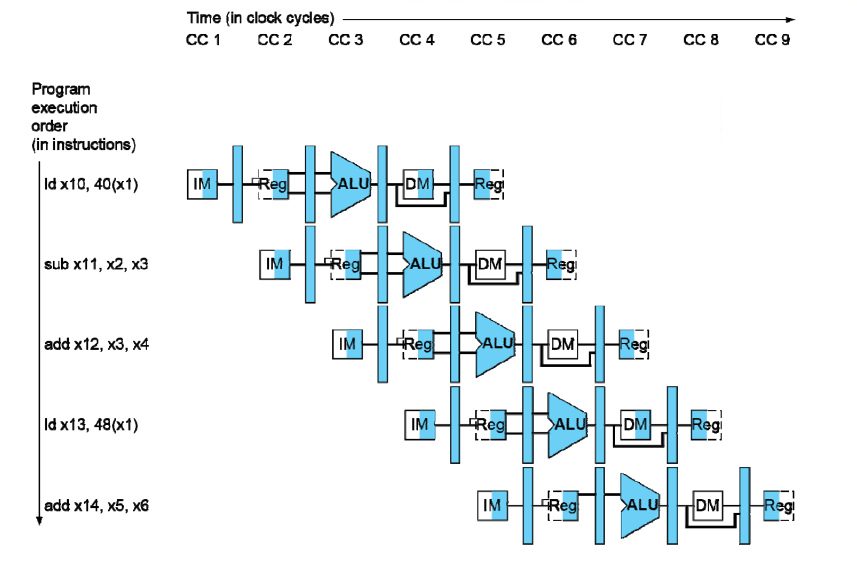 Time (in clock cycles)
CC 1 CC 2 CC 3 CC 4 CC 5 CC 6 CC 7 CC 8 CC 9
Program
execution
order
(in instructions)
ld x10, 40(x1) IM Reg ALU DM Reg
sub x11, x2, x3 IM Reg ALU DM Reg
add x12, x3, x4 IM Reg ALU DM Reg
ld x13, 48(x1) IM Reg ALU DM Reg
add x14, x5, x6 IM Reg ALU DM Reg